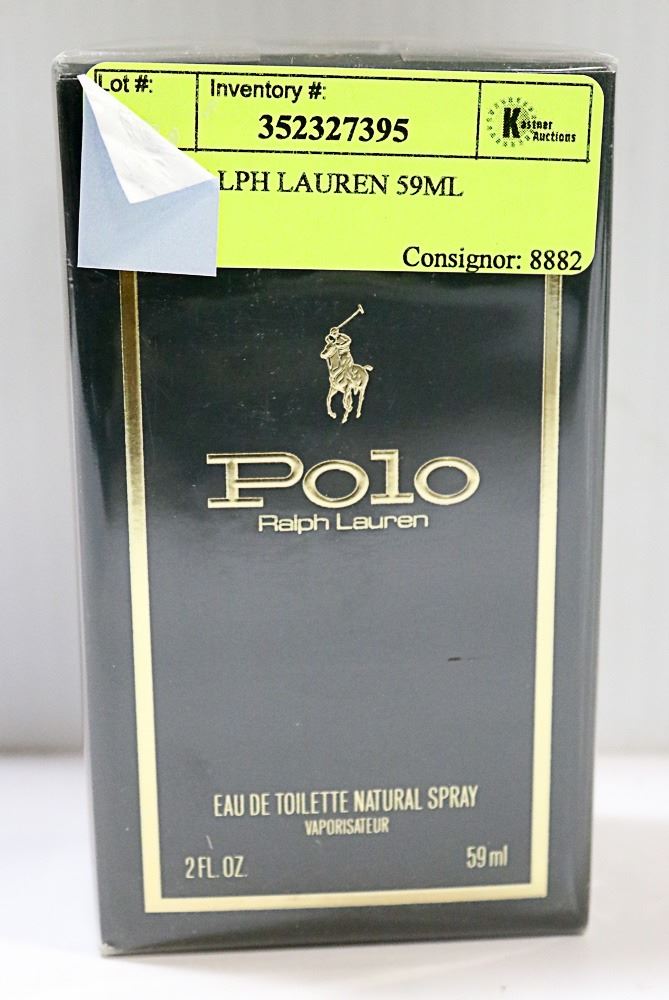 Lot #:
Inventory #:
352327395
Kastner
Auctions
LPH LAUREN 59ML
Consignor: 8882
Polo
Ralph Lauren
EAU DE TOILETTE NATURAL SPRAY
VAPORISATEUR
2 FL. OZ.
59 ml